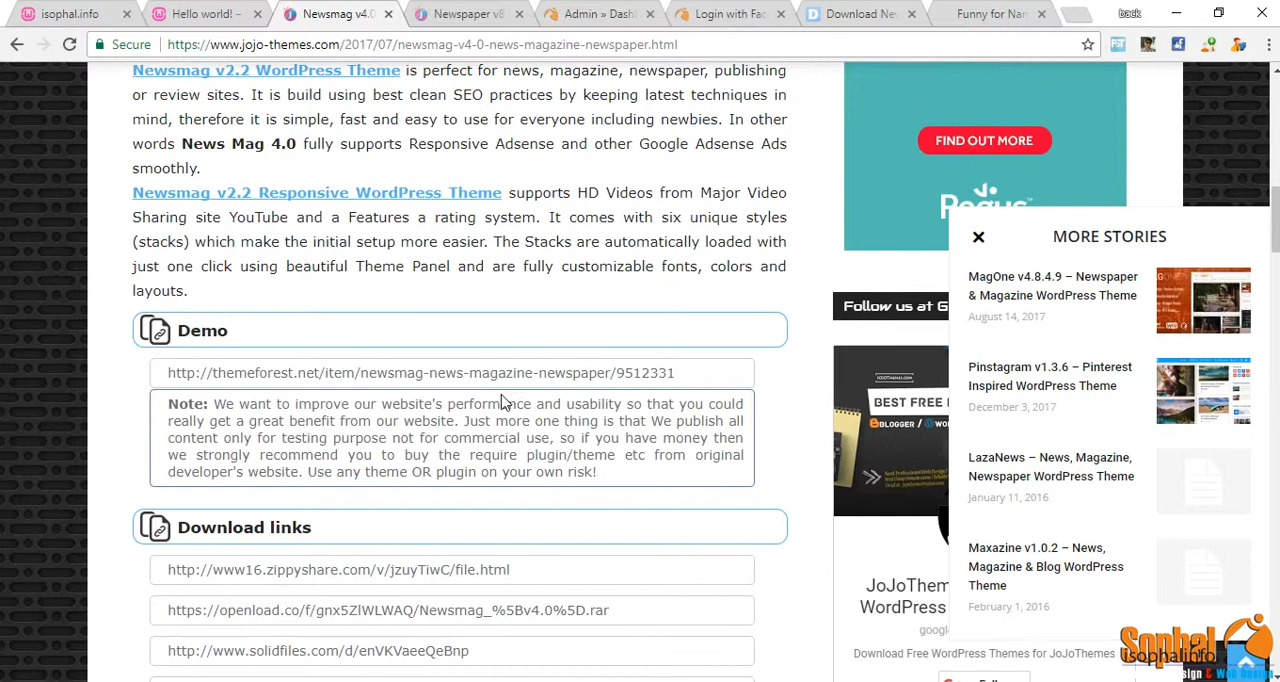 isophal.info
Hello world! –
Newsmag v4.0
Newspaper v8
Admin » Dash
Login with Fac
Download Ne
Funny for Nar
back
Secure
https://www.jojo-themes.com/2017/07/newsmag-v4-0-news-magazine-newspaper.html
Newsmag v2.2 WordPress Theme is perfect for news, magazine, newspaper, publishing
or review sites. It is build using best clean SEO practices by keeping latest techniques in
mind, therefore it is simple, fast and easy to use for everyone including newbies. In other
words News Mag 4.0 fully supports Responsive Adsense and other Google Adsense Ads
smoothly.
Newsmag v2.2 Responsive WordPress Theme supports HD Videos from Major Video
Sharing site YouTube and a Features a rating system. It comes with six unique styles
(stacks) which make the initial setup more easier. The Stacks are automatically loaded with
just one click using beautiful Theme Panel and are fully customizable fonts, colors and
layouts.
Demo
http://themeforest.net/item/newsmag-news-magazine-newspaper/9512331
Note: We want to improve our website's performance and usability so that you could
really get a great benefit from our website. Just more one thing is that We publish all
content only for testing purpose not for commercial use, so if you have money then
we strongly recommend you to buy the require plugin/theme etc from original
developer's website. Use any theme OR plugin on your own risk!
Download links
http://www16.zippyshare.com/v/jzuyTiwC/file.html
https://openload.co/f/gnx5ZlWLWAQ/Newsmag_%5Bv4.0%5D.rar
http://www.solidfiles.com/d/enVKVaeeQeBnp
FIND OUT MORE
Regus
Follow us at G
BEST FREE
BLOGGER /
JoJoThem
WordPress
google
Download Free WordPress Themes for JoJoThemes
MORE STORIES
MagOne v4.8.4.9 – Newspaper
& Magazine WordPress Theme
August 14, 2017
Pinstagram v1.3.6 – Pinterest
Inspired WordPress Theme
December 3, 2017
LazaNews – News, Magazine,
Newspaper WordPress Theme
January 11, 2016
Maxazine v1.0.2 – News,
Magazine & Blog WordPress
Theme
February 1, 2016
Sophal
isophalinfo